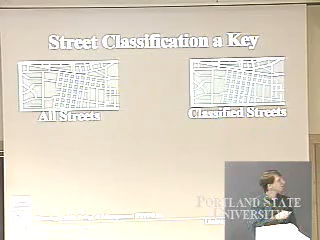 Street Classification a Key
All Streets
Classified Streets
PORTLAND STATE
UNIVERSITY